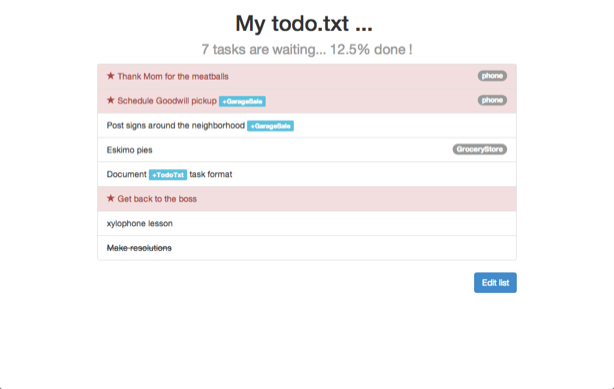 My todo.txt ...
7 tasks are waiting... 12.5% done !
★ Thank Mom for the meatballs phone
★ Schedule Goodwill pickup +GarageSale phone
Post signs around the neighborhood +GarageSale
Eskimo pies GroceryStore
Document +TodoTxt task format
★ Get back to the boss
xylophone lesson
Make resolutions
Edit list